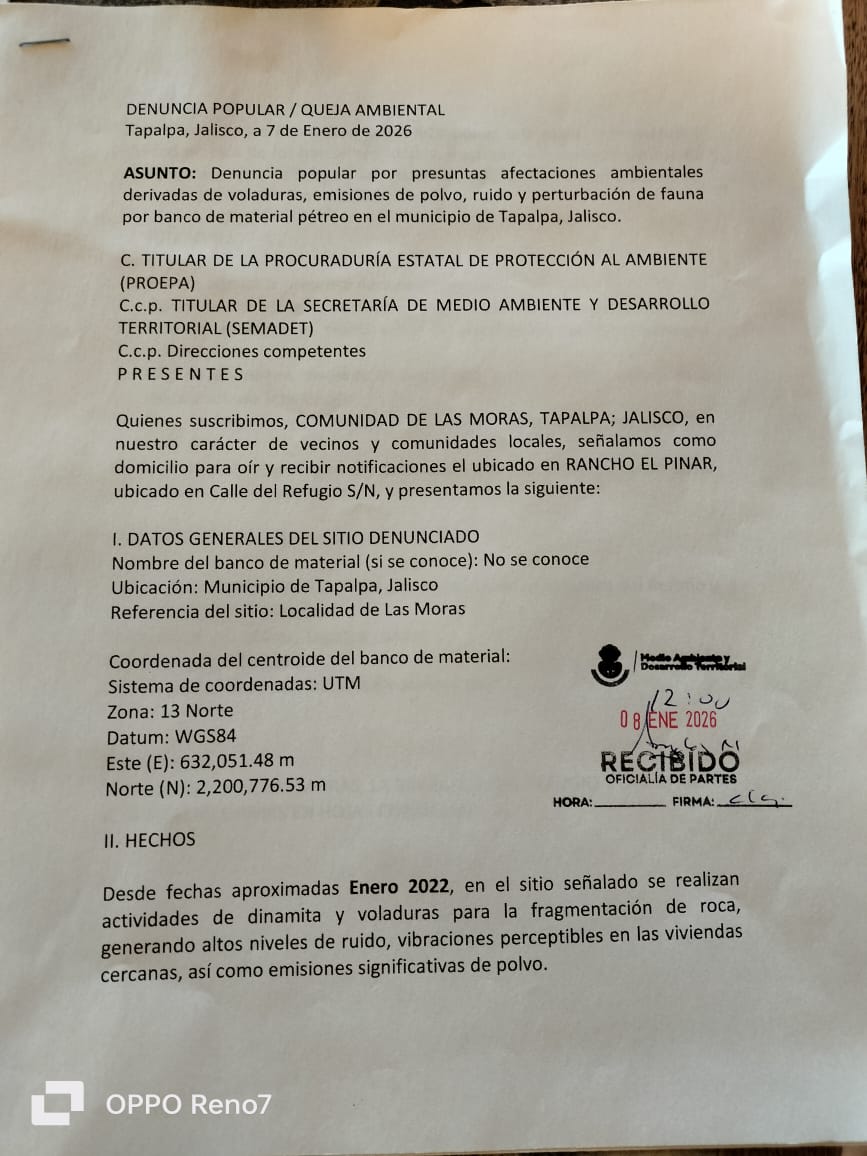 DENUNCIA POPULAR / QUEJA AMBIENTAL
Tapalpa, Jalisco, a 7 de Enero de 2026
ASUNTO: Denuncia popular por presuntas afectaciones ambientales
derivadas de voladuras, emisiones de polvo, ruido y perturbación de fauna
por banco de material pétreo en el municipio de Tapalpa, Jalisco.
C. TITULAR DE LA PROCURADURÍA ESTATAL DE PROTECCIÓN AL AMBIENTE
(PROEPA)
C.c.p. TITULAR DE LA SECRETARÍA DE MEDIO AMBIENTE Y DESARROLLO
TERRITORIAL (SEMADET)
C.c.p. Direcciones competentes
P R E S E N T E S
Quienes suscribimos, COMUNIDAD DE LAS MORAS, TAPALPA; JALISCO, en
nuestro carácter de vecinos y comunidades locales, señalamos como
domicilio para oír y recibir notificaciones el ubicado en RANCHO EL PINAR,
ubicado en Calle del Refugio S/N, y presentamos la siguiente:
I. DATOS GENERALES DEL SITIO DENUNCIADO
Nombre del banco de material (si se conoce): No se conoce
Ubicación: Municipio de Tapalpa, Jalisco
Referencia del sitio: Localidad de Las Moras
Coordenada del centroide del banco de material:
Sistema de coordenadas: UTM
Zona: 13 Norte
Datum: WGS84
Este (E): 632,051.48 m
Norte (N): 2,200,776.53 m
Medio Ambiente y
Desarrollo Territorial
12:00
08 ENE 2026
RECIBIDO
OFICIALÍA DE PARTES
HORA: FIRMA:
II. HECHOS
Desde fechas aproximadas Enero 2022, en el sitio señalado se realizan
actividades de dinamita y voladuras para la fragmentación de roca,
generando altos niveles de ruido, vibraciones perceptibles en las viviendas
cercanas, así como emisiones significativas de polvo.
OPPO Reno7